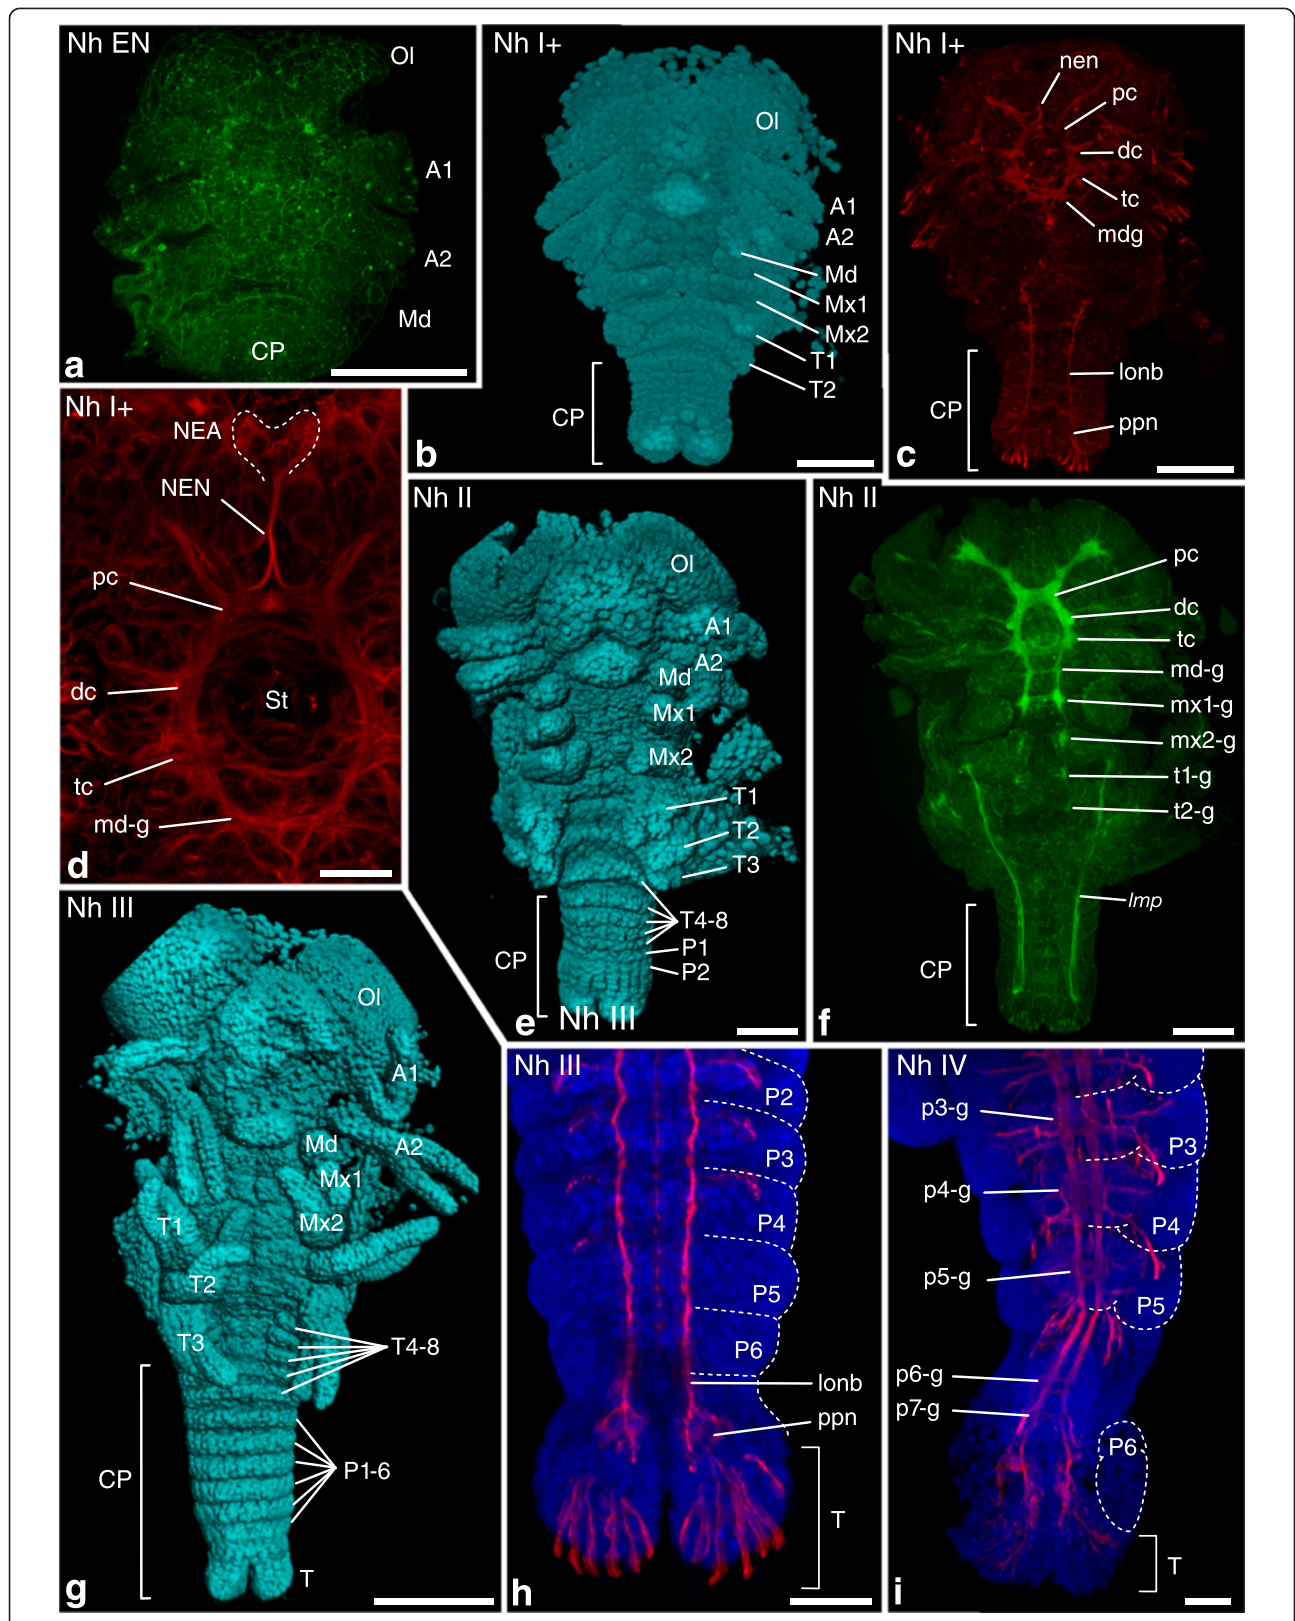 Nh EN
Ol
A1
A2
Md
CP
a
Nh I+
Ol
A1
A2
Md
Mx1
Mx2
T1
T2
CP
b
Nh I+
nen
pc
dc
tc
mdg
lonb
CP
ppn
c
Nh I+
NEA
NEN
pc
dc
St
tc
md-g
d
Nh II
Ol
A1
A2
Md
Mx1
Mx2
T1
T2
T3
T4-8
P1
CP
P2
e
Nh III
Nh II
pc
dc
tc
md-g
mx1-g
mx2-g
t1-g
t2-g
lmp
CP
f
Nh III
Ol
A1
Md
A2
Mx1
Mx2
T1
T2
T3
T4-8
CP
P1-6
T
g
Nh III
P2
P3
P4
P5
P6
lonb
ppn
T
h
Nh IV
p3-g
P3
p4-g
P4
p5-g
P5
p6-g
p7-g
P6
T
i